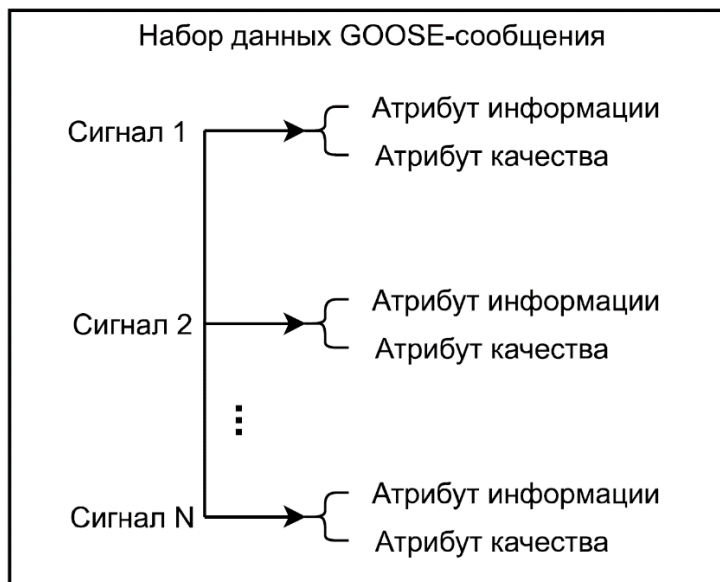 Набор данных GOOSE-сообщения
Атрибут информации
Сигнал 1
Атрибут качества
Атрибут информации
Сигнал 2
Атрибут качества
Атрибут информации
Сигнал N
Атрибут качества